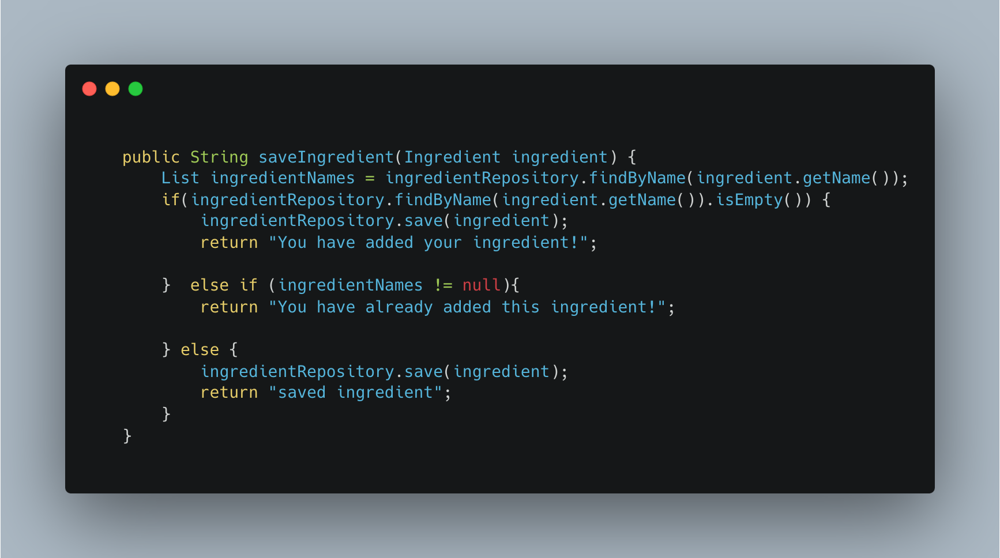 public String saveIngredient(Ingredient ingredient) {
    List ingredientNames = ingredientRepository.findByName(ingredient.getName());
    if(ingredientRepository.findByName(ingredient.getName()).isEmpty()) {
        ingredientRepository.save(ingredient);
        return "You have added your ingredient!";

    }  else if (ingredientNames != null){
        return "You have already added this ingredient!";

    } else {
        ingredientRepository.save(ingredient);
        return "saved ingredient";
    }
}